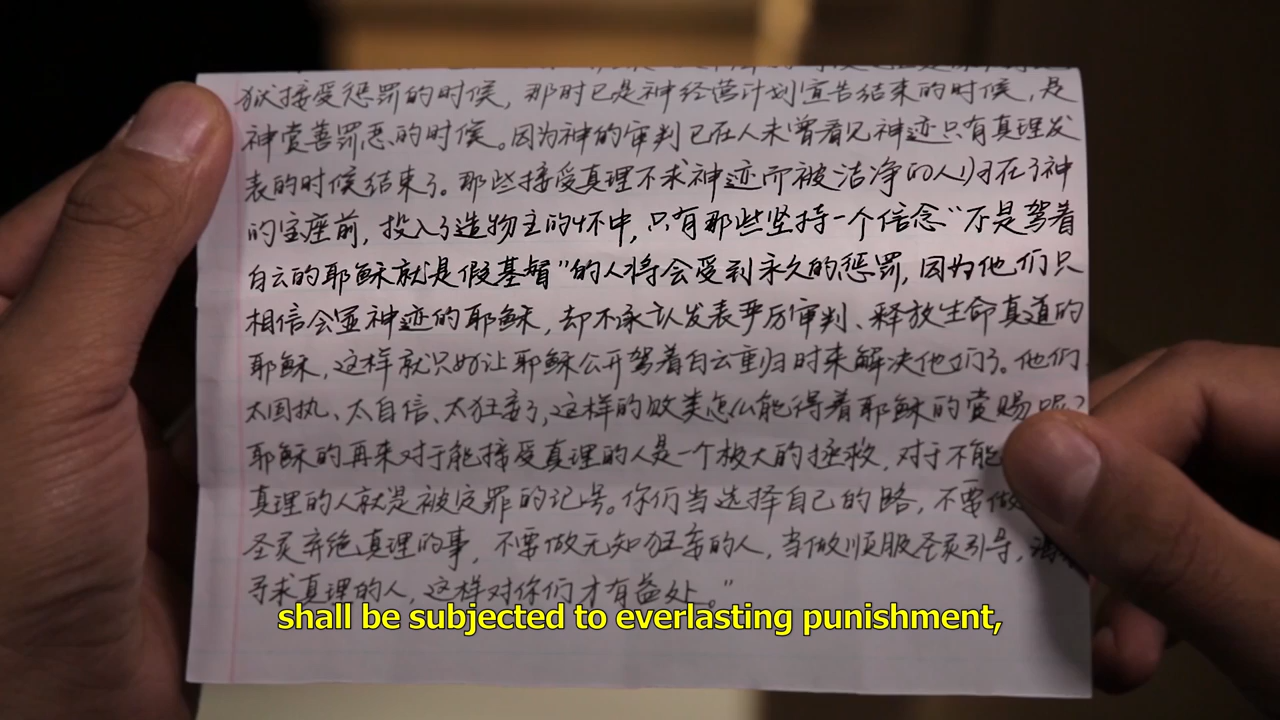 狱接受惩罚的时候，那时已是神经营计划宣告结束的时候，是
神赏善罚恶的时候。因为神的审判已在人未曾看见神迹只有真理发
表的时候结束了。那些接受真理不求神迹而被洁净的人归在了神
的宝座前，投入了造物主的怀中，只有那些坚持一个信念“不是驾着
白云的耶稣就是假基督”的人将会受到永久的惩罚，因为他们只
相信会显神迹的耶稣，却不承认发表严厉审判、释放生命真道的
耶稣，这样就只好让耶稣公开驾着白云重归时来解决他们了。他们
太固执、太自信、太狂妄了，这样的败类怎么能得着耶稣的赏赐呢？
耶稣的再来对于能接受真理的人是一个极大的拯救，对于不能
真理的人就是被定罪的记号。你们当选择自己的路，不要做
圣灵弃绝真理的事，不要做无知狂妄的人，当做顺服圣灵引导，
寻求真理的人，这样对你们才有益处。”
shall be subjected to everlasting punishment,